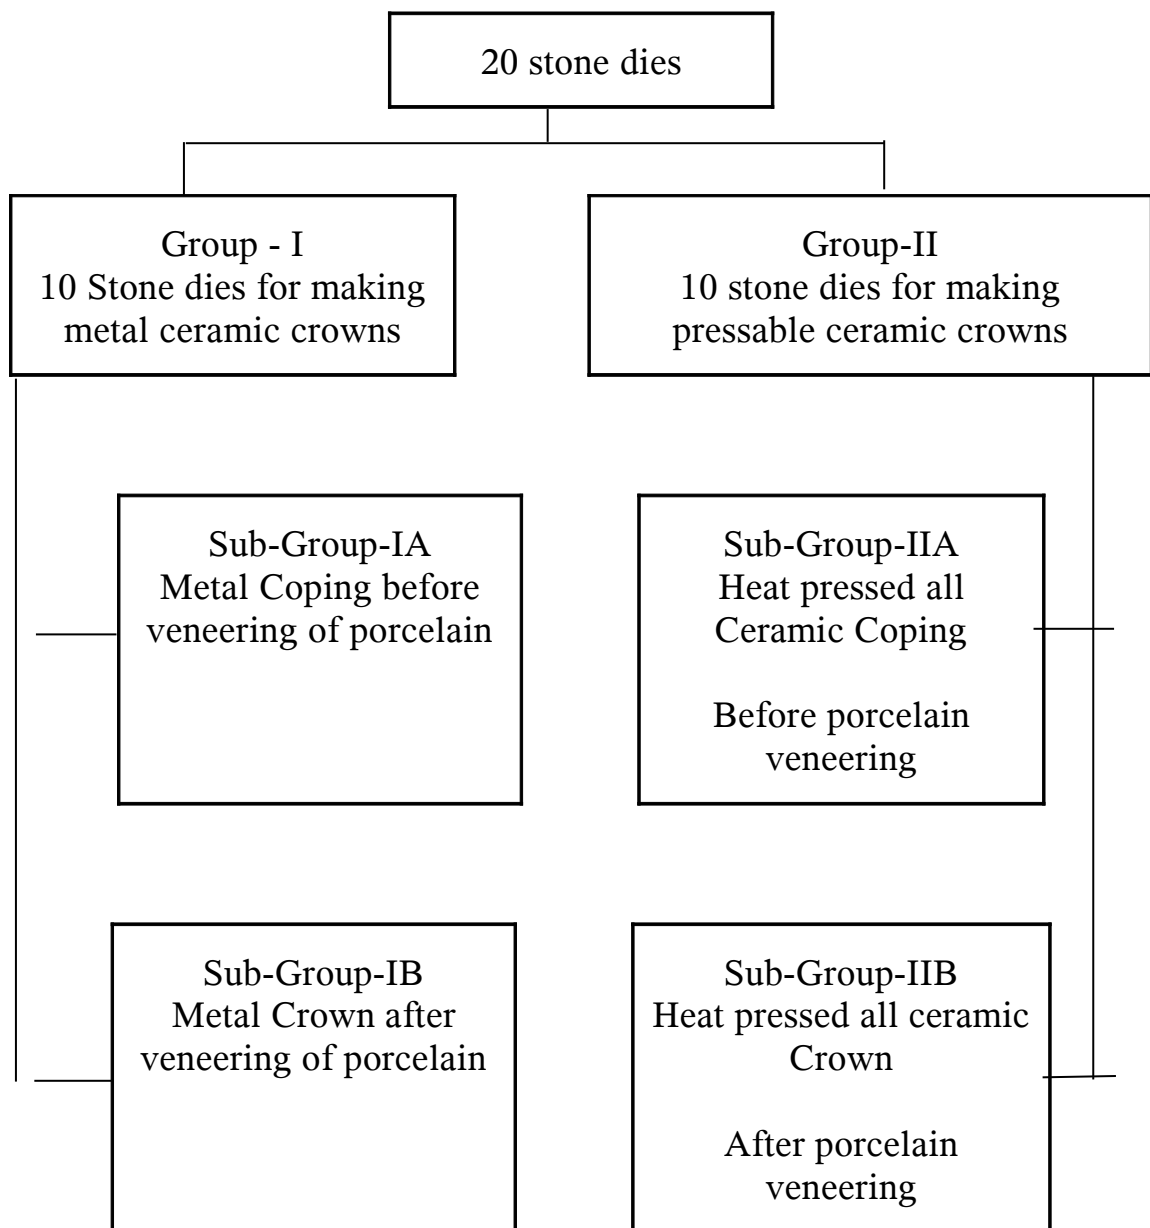 20 stone dies
Group - I
10 Stone dies for making
metal ceramic crowns
Group-II
10 stone dies for making
pressable ceramic crowns
Sub-Group-IA
Metal Coping before
veneering of porcelain
Sub-Group-IIA
Heat pressed all
Ceramic Coping
Before porcelain
veneering
Sub-Group-IB
Metal Crown after
veneering of porcelain
Sub-Group-IIB
Heat pressed all ceramic
Crown
After porcelain
veneering